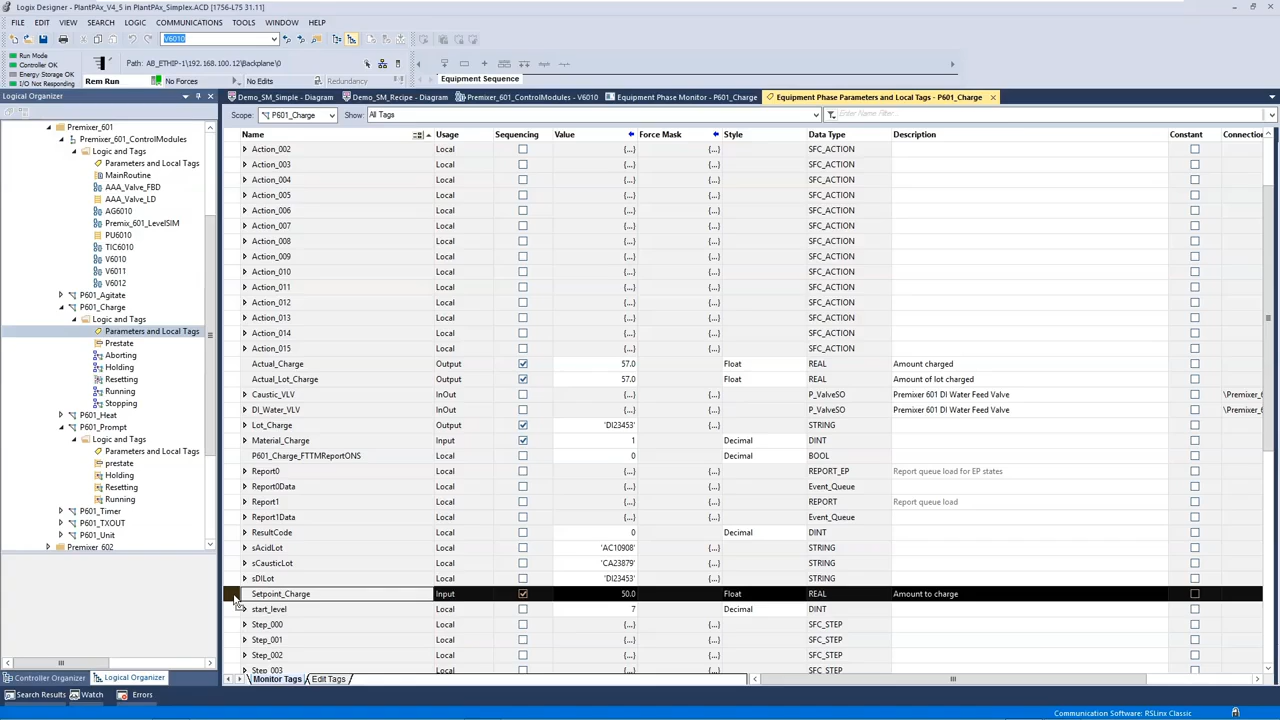 Logix Designer - PlantPAx_V4_5 in PlantPAx_Simplex.ACD [1756-L75 31.11]
FILE EDIT VIEW SEARCH LOGIC COMMUNICATIONS TOOLS WINDOW HELP
V6010
Run Mode
Controller OK
Energy Storage OK
I/O Not Responding
Path: AB_ETHIP-1\192.168.100.12\Backplane\0
Rem Run No Forces No Edits Redundancy
Equipment Sequence
Logical Organizer
Premixer_601
Premixer_601_ControlModules
Logic and Tags
Parameters and Local Tags
MainRoutine
AAA_Valve_FBD
AAA_Valve_LD
AG6010
Premix_601_LevelSIM
PU6010
TIC6010
V6010
V6011
V6012
P601_Agitate
P601_Charge
Logic and Tags
Parameters and Local Tags
Prestate
Aborting
Holding
Resetting
Running
Stopping
P601_Heat
P601_Prompt
Logic and Tags
Parameters and Local Tags
prestate
Holding
Resetting
Running
P601_Timer
P601_TXOUT
P601_Unit
Premixer 602
Controller Organizer Logical Organizer
Demo_SM_Simple - Diagram Demo_SM_Recipe - Diagram Premixer_601_ControlModules - V6010 Equipment Phase Monitor - P601_Charge Equipment Phase Parameters and Local Tags - P601_Charge
Scope: P601_Charge Show: All Tags Enter Name Filter...
Name Usage Sequencing Value Force Mask Style Data Type Description Constant Connection
Action_002 Local {...} {...} SFC_ACTION
Action_003 Local {...} {...} SFC_ACTION
Action_004 Local {...} {...} SFC_ACTION
Action_005 Local {...} {...} SFC_ACTION
Action_006 Local {...} {...} SFC_ACTION
Action_007 Local {...} {...} SFC_ACTION
Action_008 Local {...} {...} SFC_ACTION
Action_009 Local {...} {...} SFC_ACTION
Action_010 Local {...} {...} SFC_ACTION
Action_011 Local {...} {...} SFC_ACTION
Action_012 Local {...} {...} SFC_ACTION
Action_013 Local {...} {...} SFC_ACTION
Action_014 Local {...} {...} SFC_ACTION
Action_015 Local {...} {...} SFC_ACTION
Actual_Charge Output 57.0 Float REAL Amount charged
Actual_Lot_Charge Output 57.0 Float REAL Amount of lot charged
Caustic_VLV InOut {...} {...} P_ValveSO Premixer 601 DI Water Feed Valve \Premixer_6
DI_Water_VLV InOut {...} {...} P_ValveSO Premixer 601 DI Water Feed Valve \Premixer_6
Lot_Charge Output 'DI23453' {...} STRING
Material_Charge Input 1 Decimal DINT
P601_Charge_FTTMReportONS Local 0 Decimal BOOL
Report0 Local {...} {...} REPORT_EP Report queue load for EP states
Report0Data Local {...} {...} Event_Queue
Report1 Local {...} {...} REPORT Report queue load
Report1Data Local {...} {...} Event_Queue
ResultCode Local 0 Decimal DINT
sAcidLot Local 'AC10908' {...} STRING
sCausticLot Local 'CA23879' {...} STRING
sDILot Local 'DI23453' {...} STRING
Setpoint_Charge Input 50.0 Float REAL Amount to charge
start_level Local 7 Decimal DINT
Step_000 Local {...} {...} SFC_STEP
Step_001 Local {...} {...} SFC_STEP
Step_002 Local {...} {...} SFC_STEP
Step_003 Local {...} {...} SFC_STEP
Monitor Tags Edit Tags
Search Results Watch Errors
Communication Software: RSLinx Classic